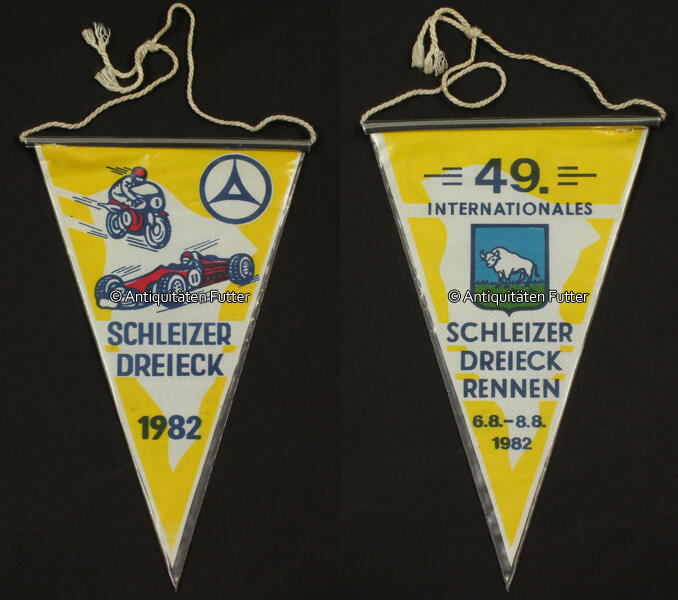 © Antiquitäten Futter
SCHLEIZER
DREIECK
1982
49.
INTERNATIONALES
© Antiquitäten Futter
SCHLEIZER
DREIECK
RENNEN
6.8.-8.8.
1982